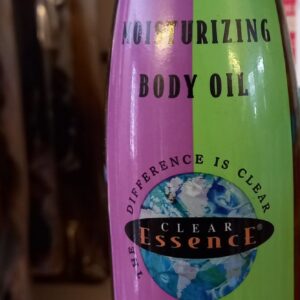 MOISTURIZING
BODY OIL
THE DIFFERENCE IS CLEAR
CLEAR
EssencE®